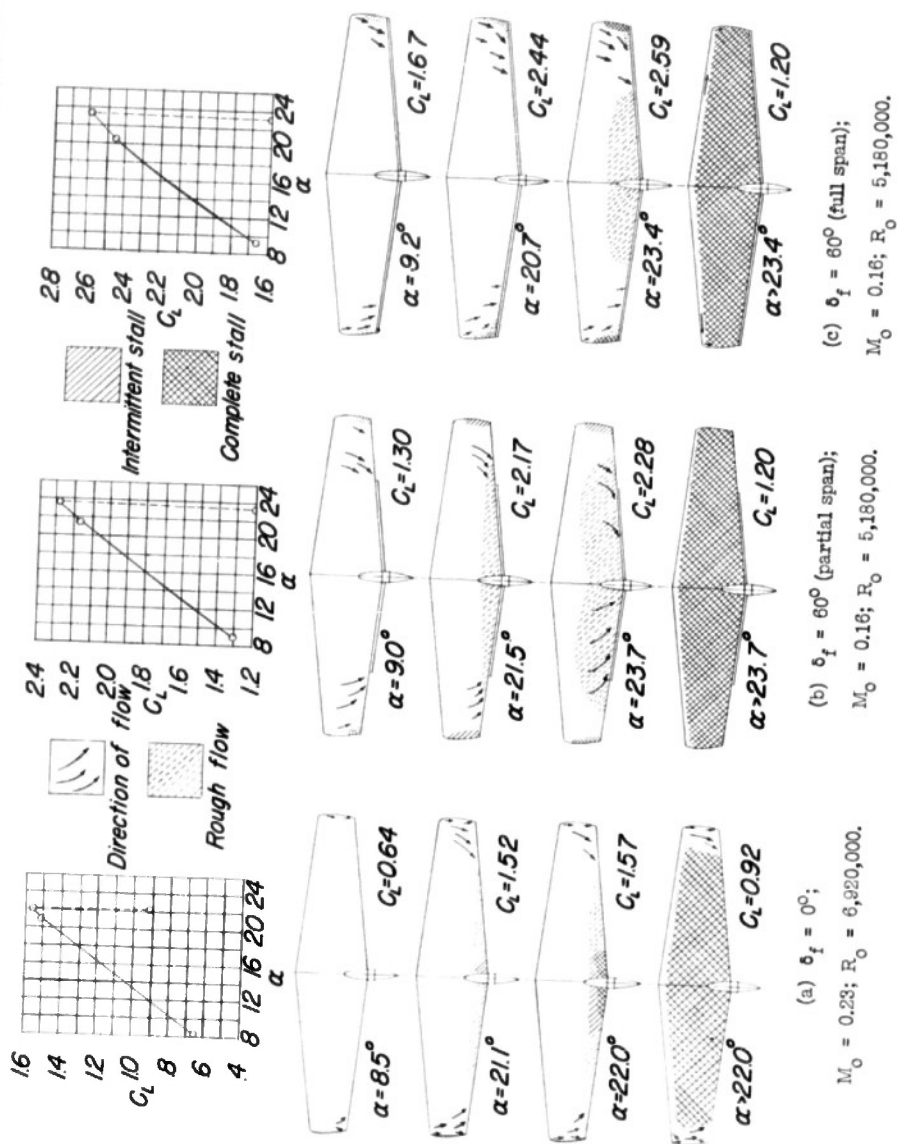 1.6
1.4
1.2
1.0
.8
.6
.4
C_L
8 12 16 20 24
α
Direction of flow
Rough flow
α=8.5°
C_L=0.64
α=21.1°
C_L=1.52
α=22.0°
C_L=1.57
α>22.0°
C_L=0.92
(a) δ_f = 0°;
M_o = 0.23; R_o = 6,920,000.
2.4
2.2
2.0
1.8
1.6
1.4
1.2
C_L
8 12 16 20 24
α
Intermittent stall
Complete stall
α=9.0°
C_L=1.30
α=21.5°
C_L=2.17
α=23.7°
C_L=2.28
α>23.7°
C_L=1.20
(b) δ_f = 60° (partial span);
M_o = 0.16; R_o = 5,180,000.
2.8
2.6
2.4
2.2
2.0
1.8
1.6
C_L
8 12 16 20 24
α
α=9.2°
C_L=1.67
α=20.7°
C_L=2.44
α=23.4°
C_L=2.59
α>23.4°
C_L=1.20
(c) δ_f = 60° (full span);
M_o = 0.16; R_o = 5,180,000.